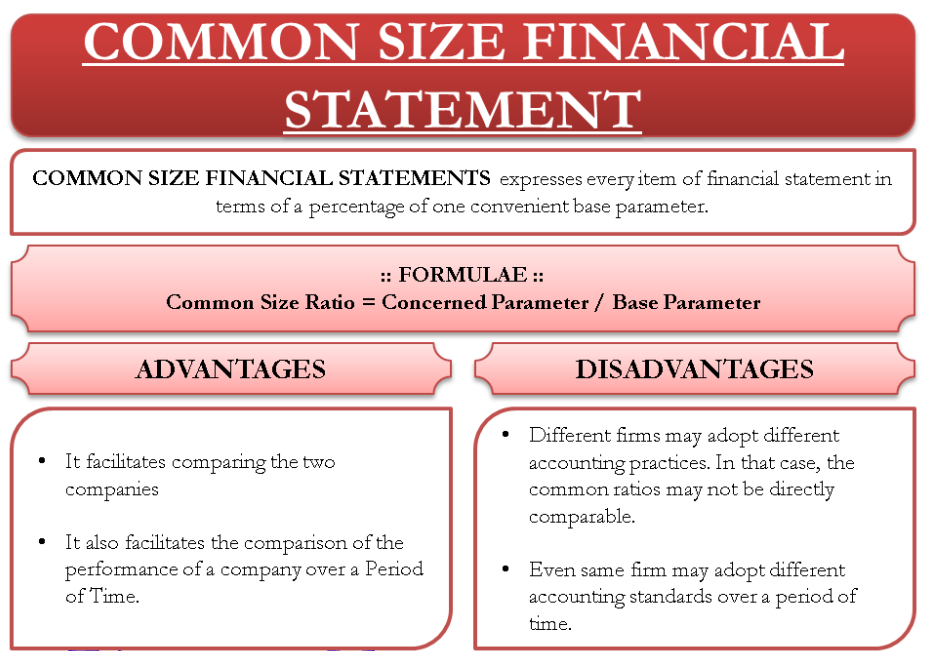 COMMON SIZE FINANCIAL
STATEMENT
COMMON SIZE FINANCIAL STATEMENTS expresses every item of financial statement in
terms of a percentage of one convenient base parameter.
:: FORMULAE ::
Common Size Ratio = Concerned Parameter / Base Parameter
ADVANTAGES
• It facilitates comparing the two
companies
• It also facilitates the comparison of the
performance of a company over a Period
of Time.
DISADVANTAGES
• Different firms may adopt different
accounting practices. In that case, the
common ratios may not be directly
comparable.
• Even same firm may adopt different
accounting standards over a period of
time.